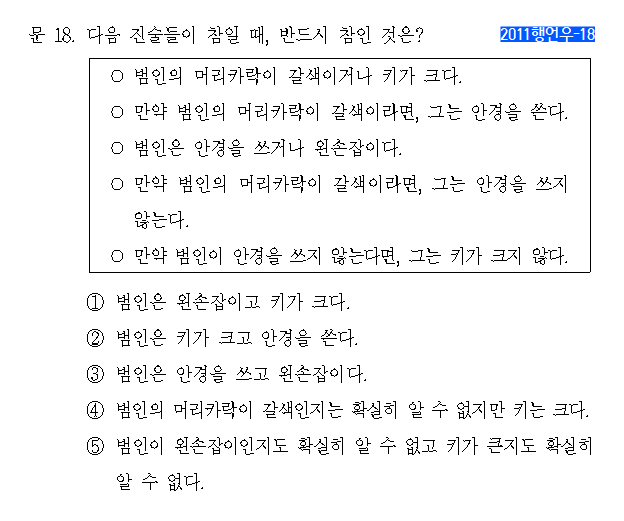 문 18. 다음 진술들이 참일 때, 반드시 참인 것은? 2011행언우-18
○ 범인의 머리카락이 갈색이거나 키가 크다.
○ 만약 범인의 머리카락이 갈색이라면, 그는 안경을 쓴다.
○ 범인은 안경을 쓰거나 왼손잡이다.
○ 만약 범인의 머리카락이 갈색이라면, 그는 안경을 쓰지
않는다.
○ 만약 범인이 안경을 쓰지 않는다면, 그는 키가 크지 않다.
① 범인은 왼손잡이고 키가 크다.
② 범인은 키가 크고 안경을 쓴다.
③ 범인은 안경을 쓰고 왼손잡이다.
④ 범인의 머리카락이 갈색인지는 확실히 알 수 없지만 키는 크다.
⑤ 범인이 왼손잡이인지도 확실히 알 수 없고 키가 큰지도 확실히
알 수 없다.